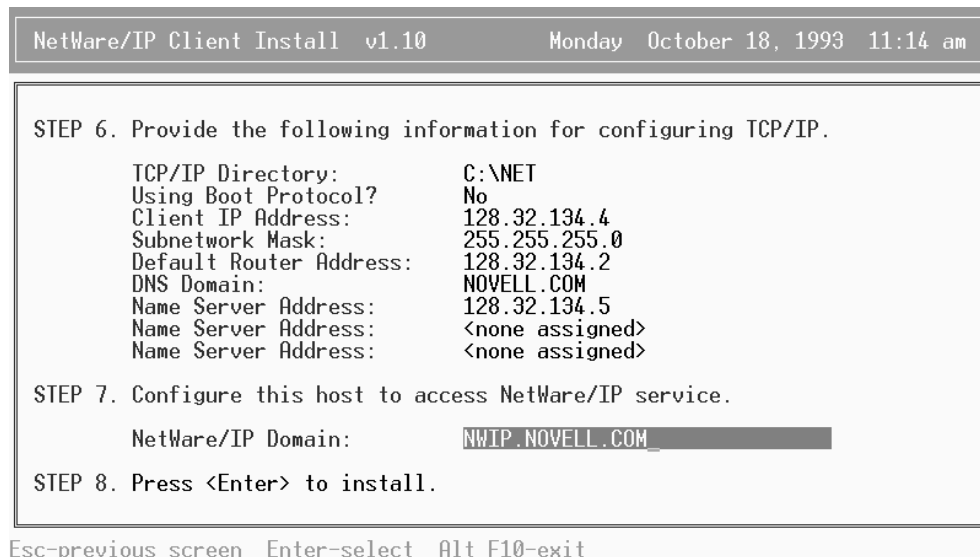 NetWare/IP Client Install v1.10 Monday October 18, 1993 11:14 am
STEP 6. Provide the following information for configuring TCP/IP.
TCP/IP Directory: C:\NET
Using Boot Protocol? No
Client IP Address: 128.32.134.4
Subnetwork Mask: 255.255.255.0
Default Router Address: 128.32.134.2
DNS Domain: NOVELL.COM
Name Server Address: 128.32.134.5
Name Server Address: <none assigned>
Name Server Address: <none assigned>
STEP 7. Configure this host to access NetWare/IP service.
NetWare/IP Domain: NWIP.NOVELL.COM_
STEP 8. Press <Enter> to install.
Esc-previous screen Enter-select Alt F10-exit